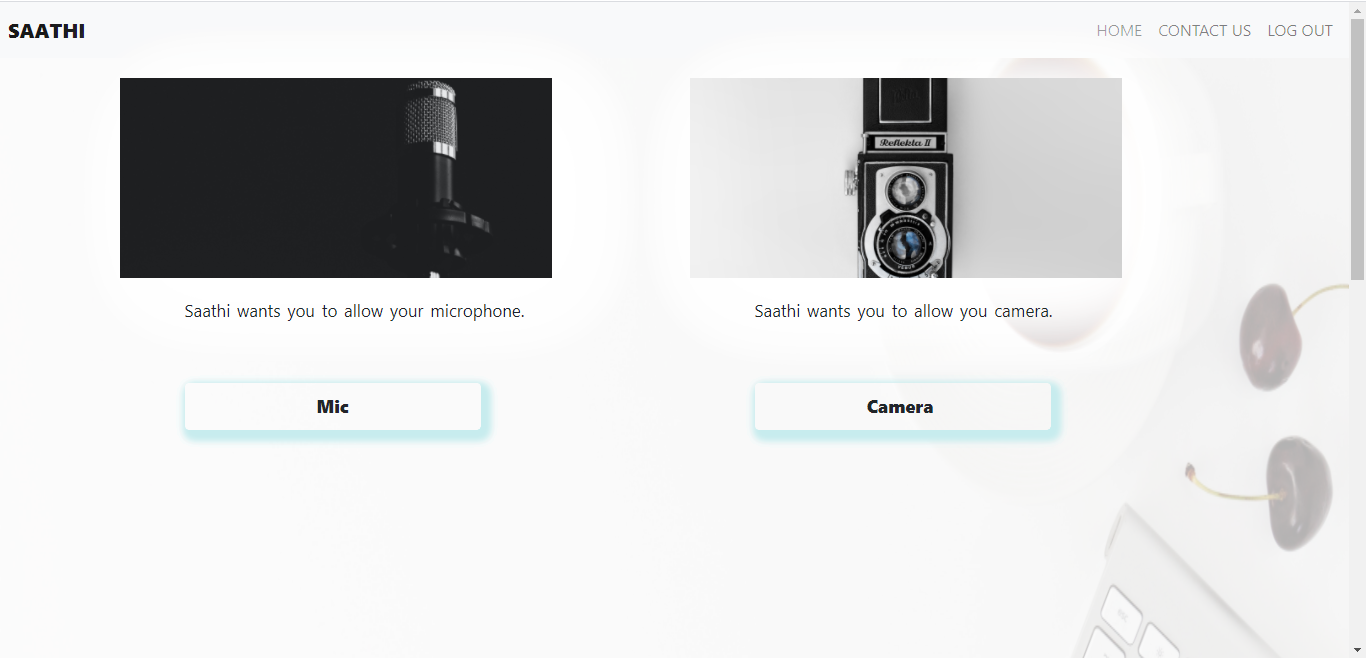 SAATHI
HOME CONTACT US LOG OUT
Reflekta II
Saathi wants you to allow your microphone.
Saathi wants you to allow you camera.
Mic
Camera